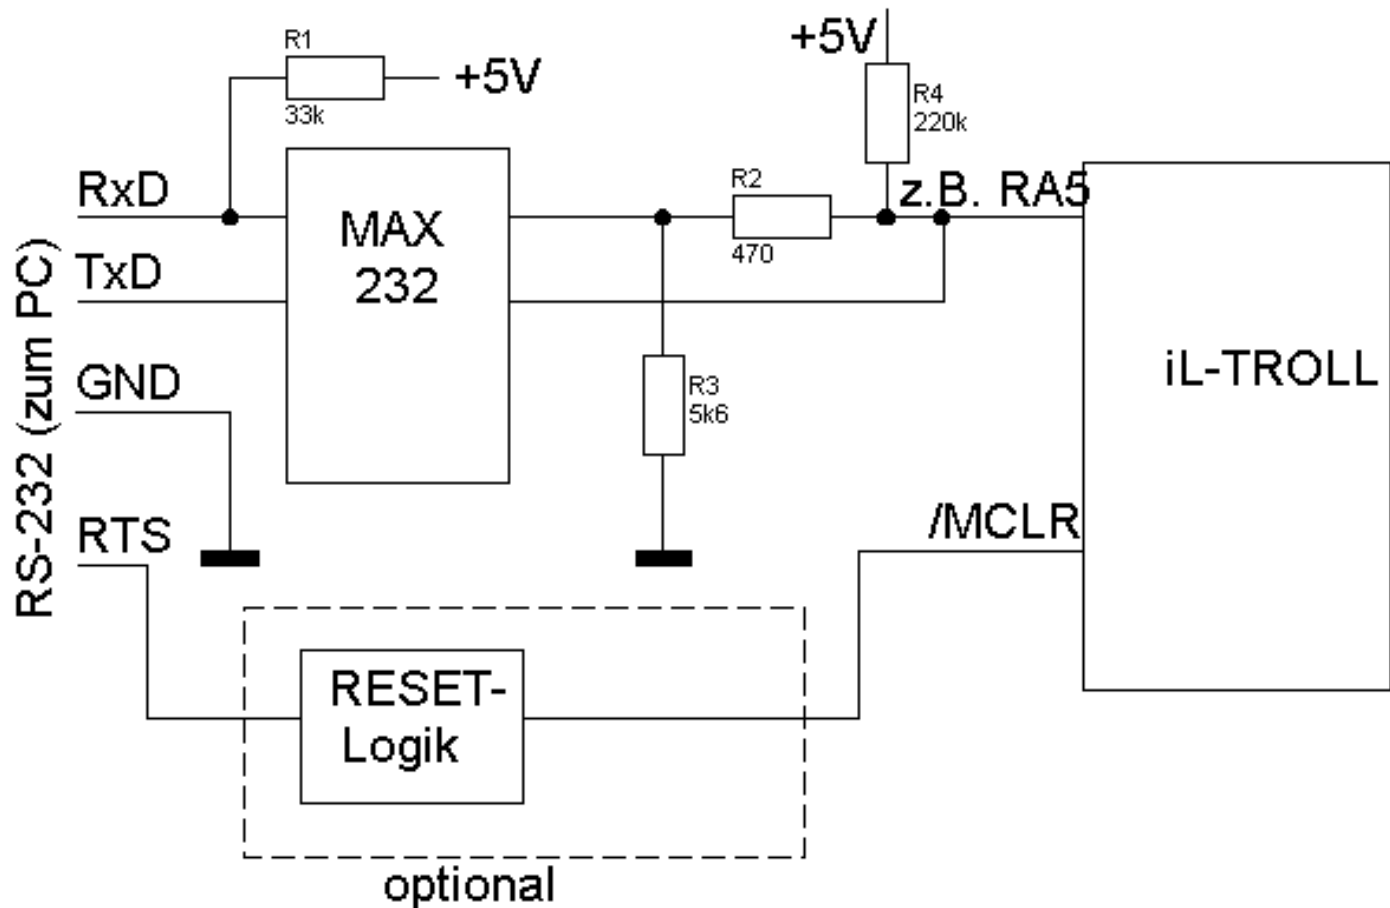 R1
+5V
33k
+5V
R4
220k
RxD
MAX
232
R2
470
z.B. RA5
TxD
GND
R3
5k6
iL-TROLL
RTS
/MCLR
RS-232 (zum PC)
RESET-
Logik
optional